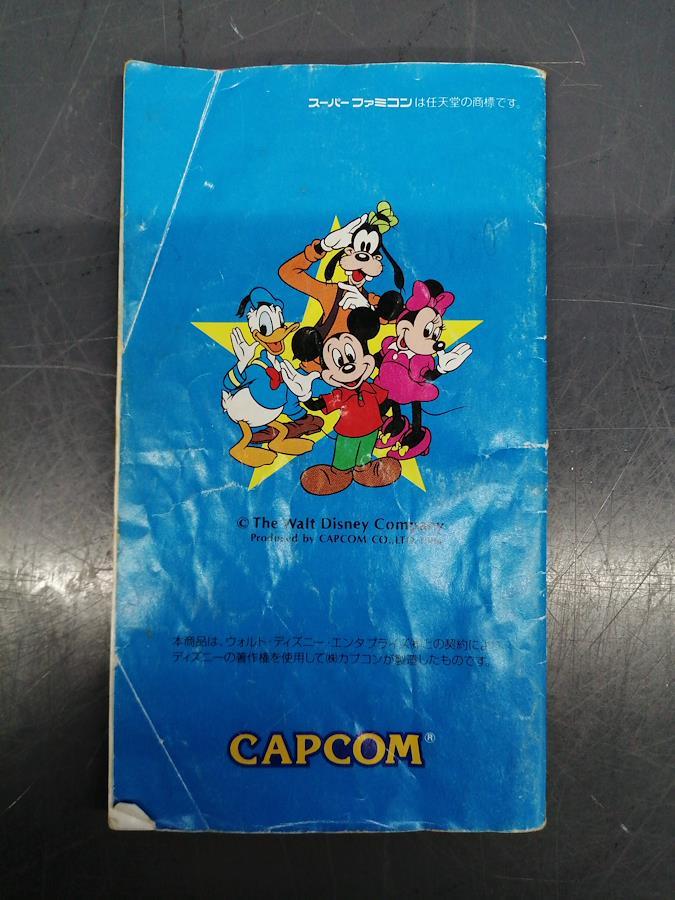 スーパーファミコンは任天堂の商標です。
© The Walt Disney Company
Produced by CAPCOM CO.,LTD.
本商品は、ウォルト・ディズニー・エンタプライズ㈱との契約により
ディズニーの著作権を使用して㈱カプコンが製造したものです。
CAPCOM®